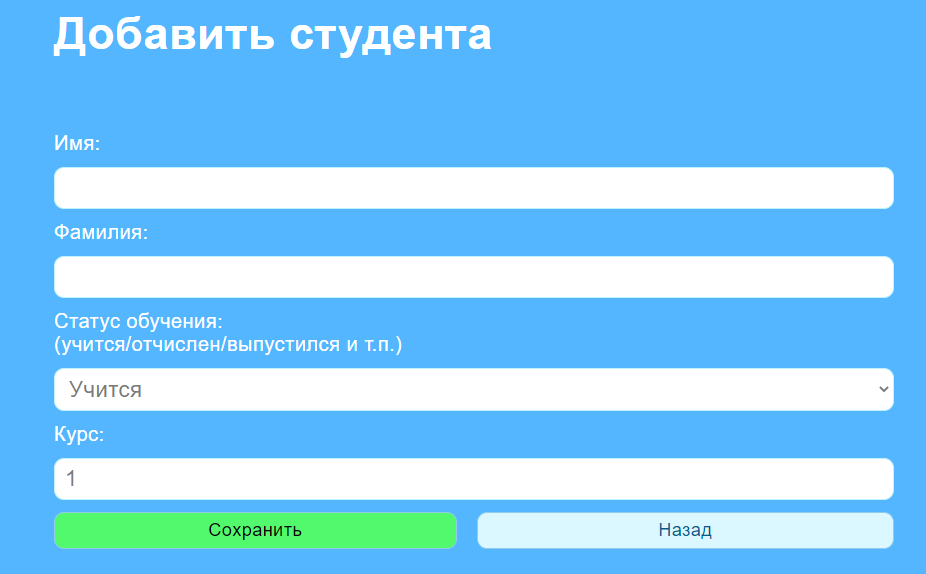 Добавить студента
Имя:
Фамилия:
Статус обучения:
(учится/отчислен/выпустился и т.п.)
Учится
Курс:
1
Сохранить
Назад